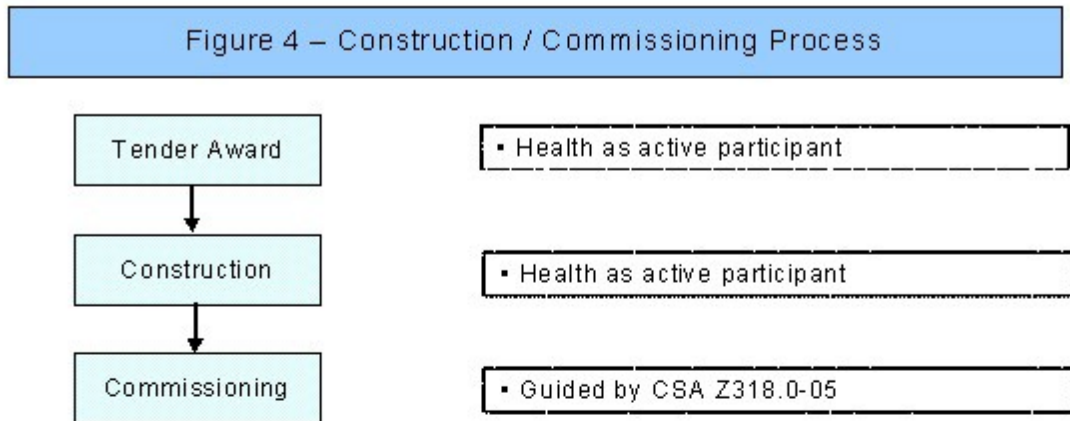 Figure 4 – Construction / Commissioning Process
Tender Award
▪ Health as active participant
Construction
▪ Health as active participant
Commissioning
▪ Guided by CSA Z318.0-05